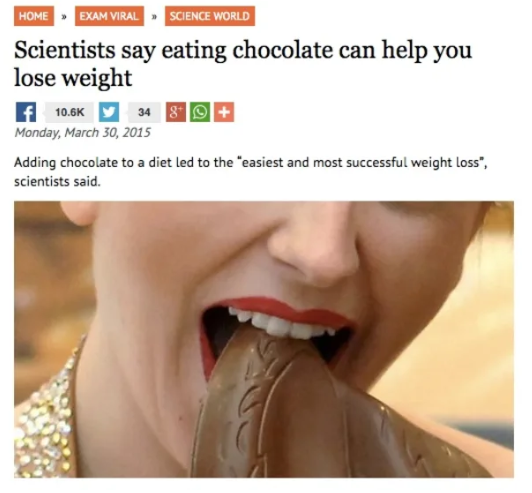 HOME » EXAM VIRAL » SCIENCE WORLD
Scientists say eating chocolate can help you
lose weight
f 10.6K 34 g+ +
Monday, March 30, 2015
Adding chocolate to a diet led to the “easiest and most successful weight loss”,
scientists said.